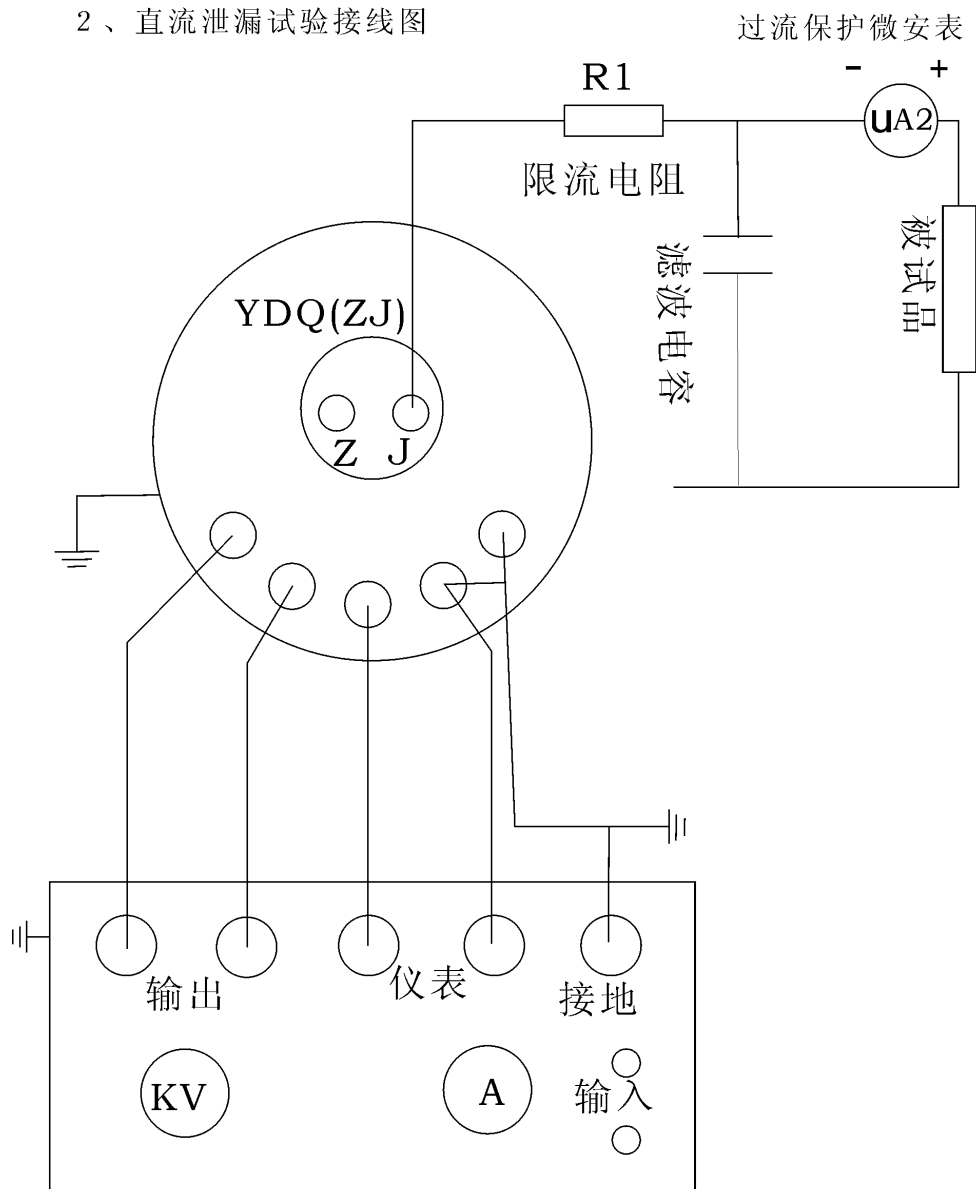 2、直流泄漏试验接线图
过流保护微安表
- +
R1
uA2
限流电阻
滤波电容
被试品
YDQ(ZJ)
Z J
输出
仪表
接地
KV
A
输入